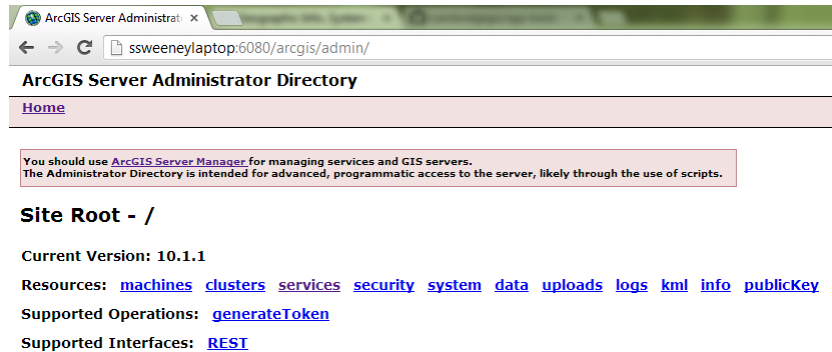 ArcGIS Server Administrat
ssweeneylaptop:6080/arcgis/admin/
ArcGIS Server Administrator Directory
Home
You should use ArcGIS Server Manager for managing services and GIS servers.
The Administrator Directory is intended for advanced, programmatic access to the server, likely through the use of scripts.
Site Root - /
Current Version: 10.1.1
Resources: machines clusters services security system data uploads logs kml info publicKey
Supported Operations: generateToken
Supported Interfaces: REST